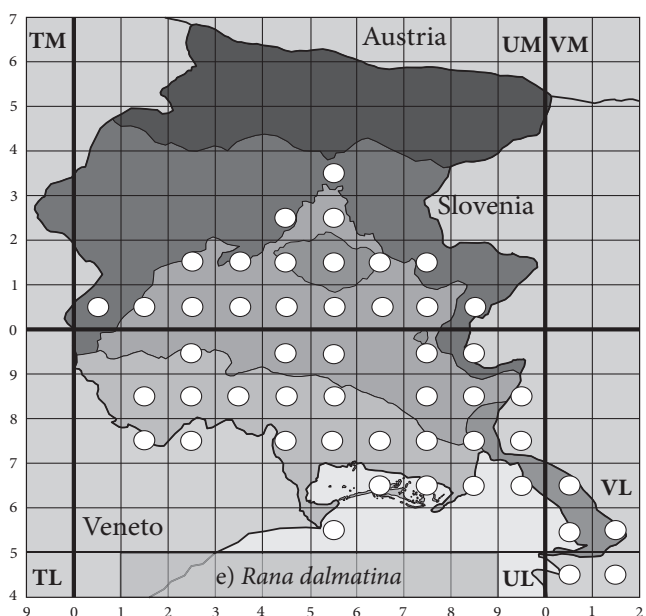 7
TM
Austria
UM
VM
6
5
4
3
Slovenia
2
1
0
9
8
7
6
VL
Veneto
5
TL
e) Rana dalmatina
UL
4
9 0 1 2 3 4 5 6 7 8 9 0 1 2